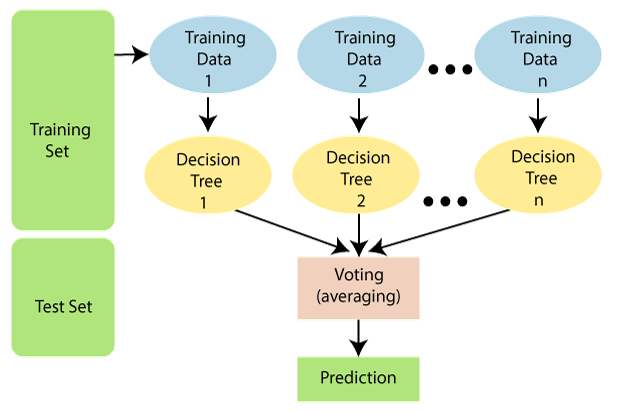 Training
Set
Training
Data
1
Training
Data
2
Training
Data
n
Decision
Tree
1
Decision
Tree
2
Decision
Tree
n
Test Set
Voting
(averaging)
Prediction